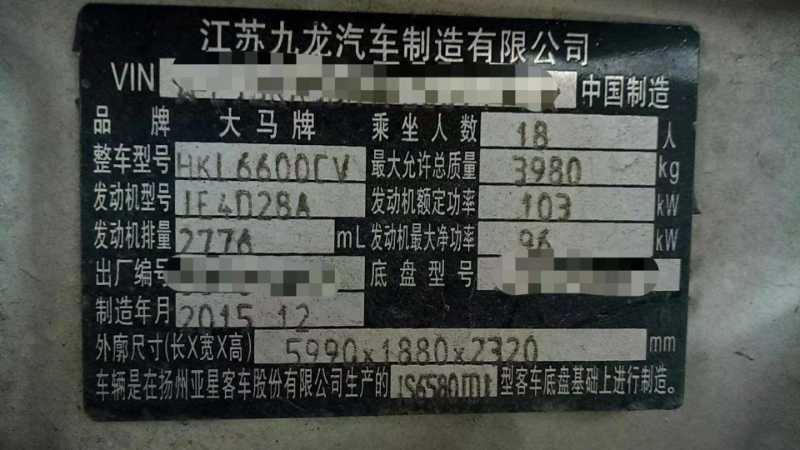 江苏九龙汽车制造有限公司
VIN 中国制造
品牌 大马牌 乘坐人数 18 人
整车型号 HKL6600CV 最大允许总质量 3980 kg
发动机型号 JE4D28A 发动机额定功率 103 kW
发动机排量 2776 mL 发动机最大净功率 96 kW
出厂编号 底盘型号
制造年月 2015.12
外廓尺寸(长X宽X高) 5990x1880x2320 mm
车辆是在扬州亚星客车股份有限公司生产的 型客车底盘基础上进行制造。